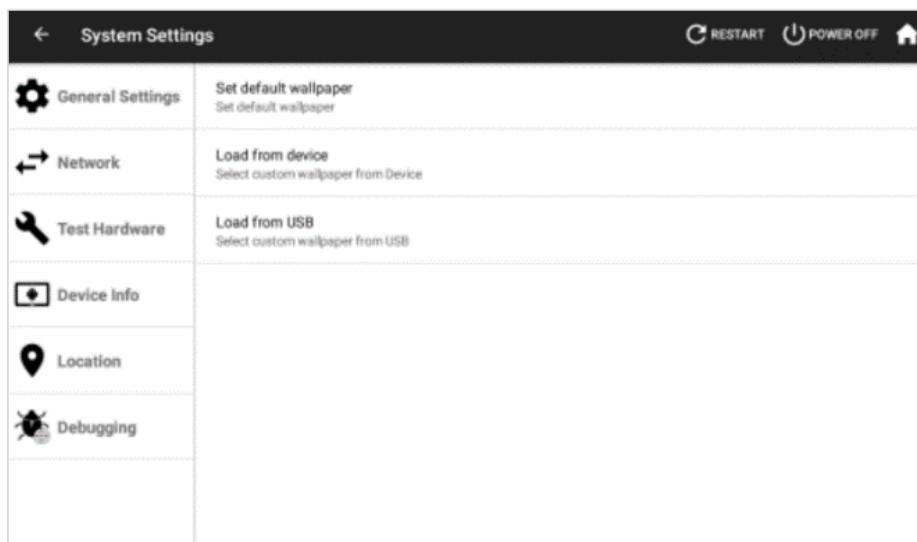 System Settings
RESTART
POWER OFF
General Settings
Network
Test Hardware
Device Info
Location
Debugging
Set default wallpaper
Set default wallpaper
Load from device
Select custom wallpaper from Device
Load from USB
Select custom wallpaper from USB